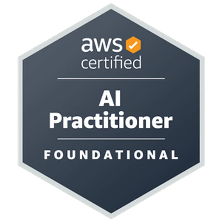 aws
certified
AI
Practitioner
FOUNDATIONAL